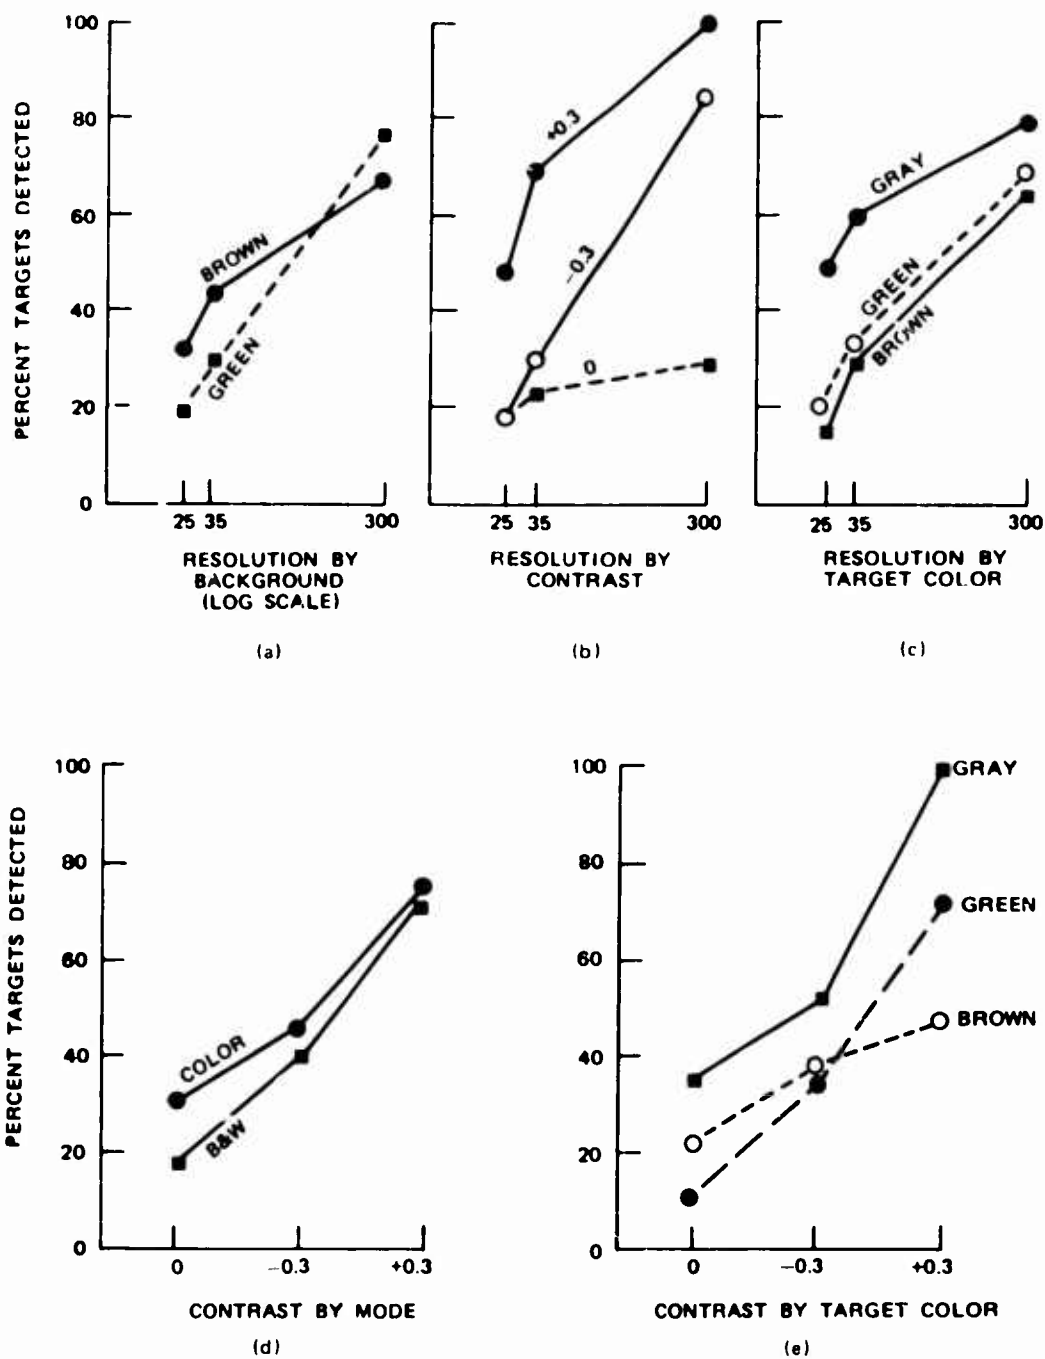 PERCENT TARGETS DETECTED
100
80
60
40
20
0
BROWN
GREEN
25 35 300
RESOLUTION BY
BACKGROUND
(LOG SCALE)
(a)
+0.3
−0.3
0
25 35 300
RESOLUTION BY
CONTRAST
(b)
GRAY
GREEN
BROWN
25 35 300
RESOLUTION BY
TARGET COLOR
(c)
PERCENT TARGETS DETECTED
100
80
60
40
20
0
COLOR
B&W
0 −0.3 +0.3
CONTRAST BY MODE
(d)
100
80
60
40
20
0
GRAY
GREEN
BROWN
0 −0.3 +0.3
CONTRAST BY TARGET COLOR
(e)